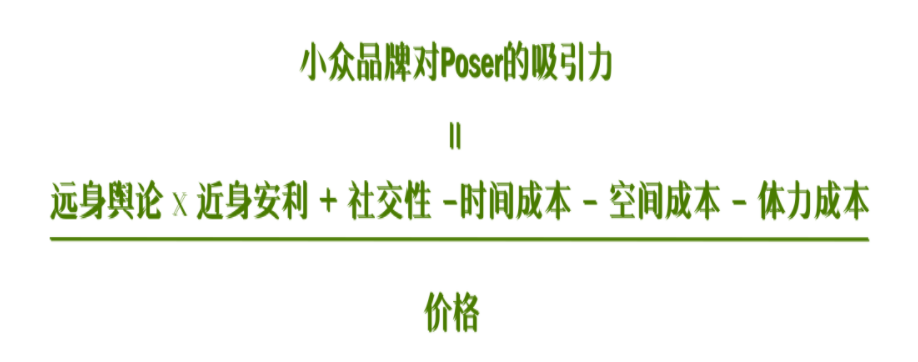 小众品牌对Poser的吸引力
=
远身舆论 x 近身安利 + 社交性 -时间成本 - 空间成本 - 体力成本
价格